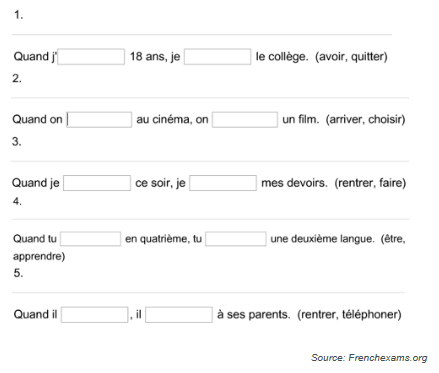 1.
Quand j' 18 ans, je le collège. (avoir, quitter)
2.
Quand on au cinéma, on un film. (arriver, choisir)
3.
Quand je ce soir, je mes devoirs. (rentrer, faire)
4.
Quand tu en quatrième, tu une deuxième langue. (être,
apprendre)
5.
Quand il , il à ses parents. (rentrer, téléphoner)
Source: Frenchexams.org